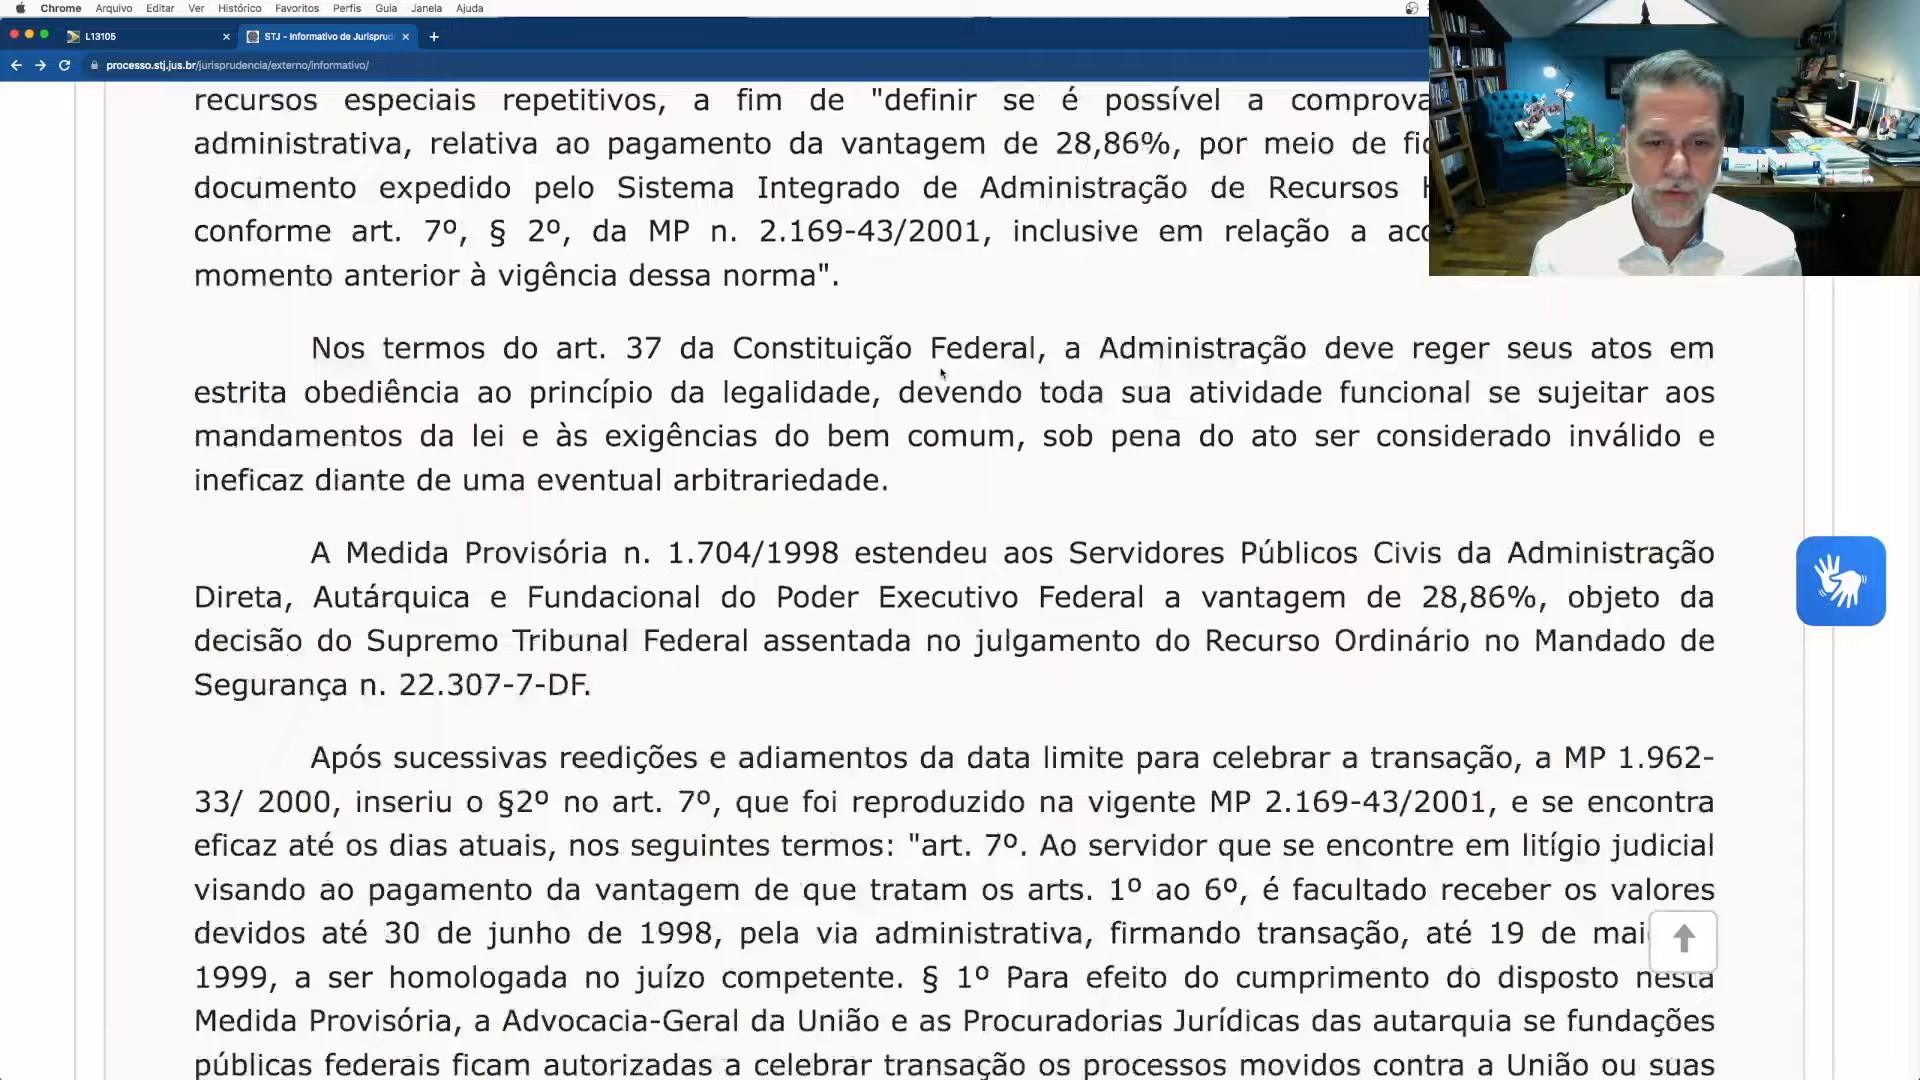 Chrome Arquivo Editar Ver Histórico Favoritos Perfis Guia Janela Ajuda
L13105
STJ - Informativo de Jurisprud
processo.stj.jus.br/jurisprudencia/externo/informativo/
recursos especiais repetitivos, a fim de "definir se é possível a comprova
administrativa, relativa ao pagamento da vantagem de 28,86%, por meio de
documento expedido pelo Sistema Integrado de Administração de Recursos
conforme art. 7º, § 2º, da MP n. 2.169-43/2001, inclusive em relação a
momento anterior à vigência dessa norma".
Nos termos do art. 37 da Constituição Federal, a Administração deve reger seus atos em
estrita obediência ao princípio da legalidade, devendo toda sua atividade funcional se sujeitar aos
mandamentos da lei e às exigências do bem comum, sob pena do ato ser considerado inválido e
ineficaz diante de uma eventual arbitrariedade.
A Medida Provisória n. 1.704/1998 estendeu aos Servidores Públicos Civis da Administração
Direta, Autárquica e Fundacional do Poder Executivo Federal a vantagem de 28,86%, objeto da
decisão do Supremo Tribunal Federal assentada no julgamento do Recurso Ordinário no Mandado de
Segurança n. 22.307-7-DF.
Após sucessivas reedições e adiamentos da data limite para celebrar a transação, a MP 1.962-
33/ 2000, inseriu o §2º no art. 7º, que foi reproduzido na vigente MP 2.169-43/2001, e se encontra
eficaz até os dias atuais, nos seguintes termos: "art. 7º. Ao servidor que se encontre em litígio judicial
visando ao pagamento da vantagem de que tratam os arts. 1º ao 6º, é facultado receber os valores
devidos até 30 de junho de 1998, pela via administrativa, firmando transação, até 19 de mai
1999, a ser homologada no juízo competente. § 1º Para efeito do cumprimento do disposto nesta
Medida Provisória, a Advocacia-Geral da União e as Procuradorias Jurídicas das autarquia se fundações
públicas federais ficam autorizadas a celebrar transação os processos movidos contra a União ou suas